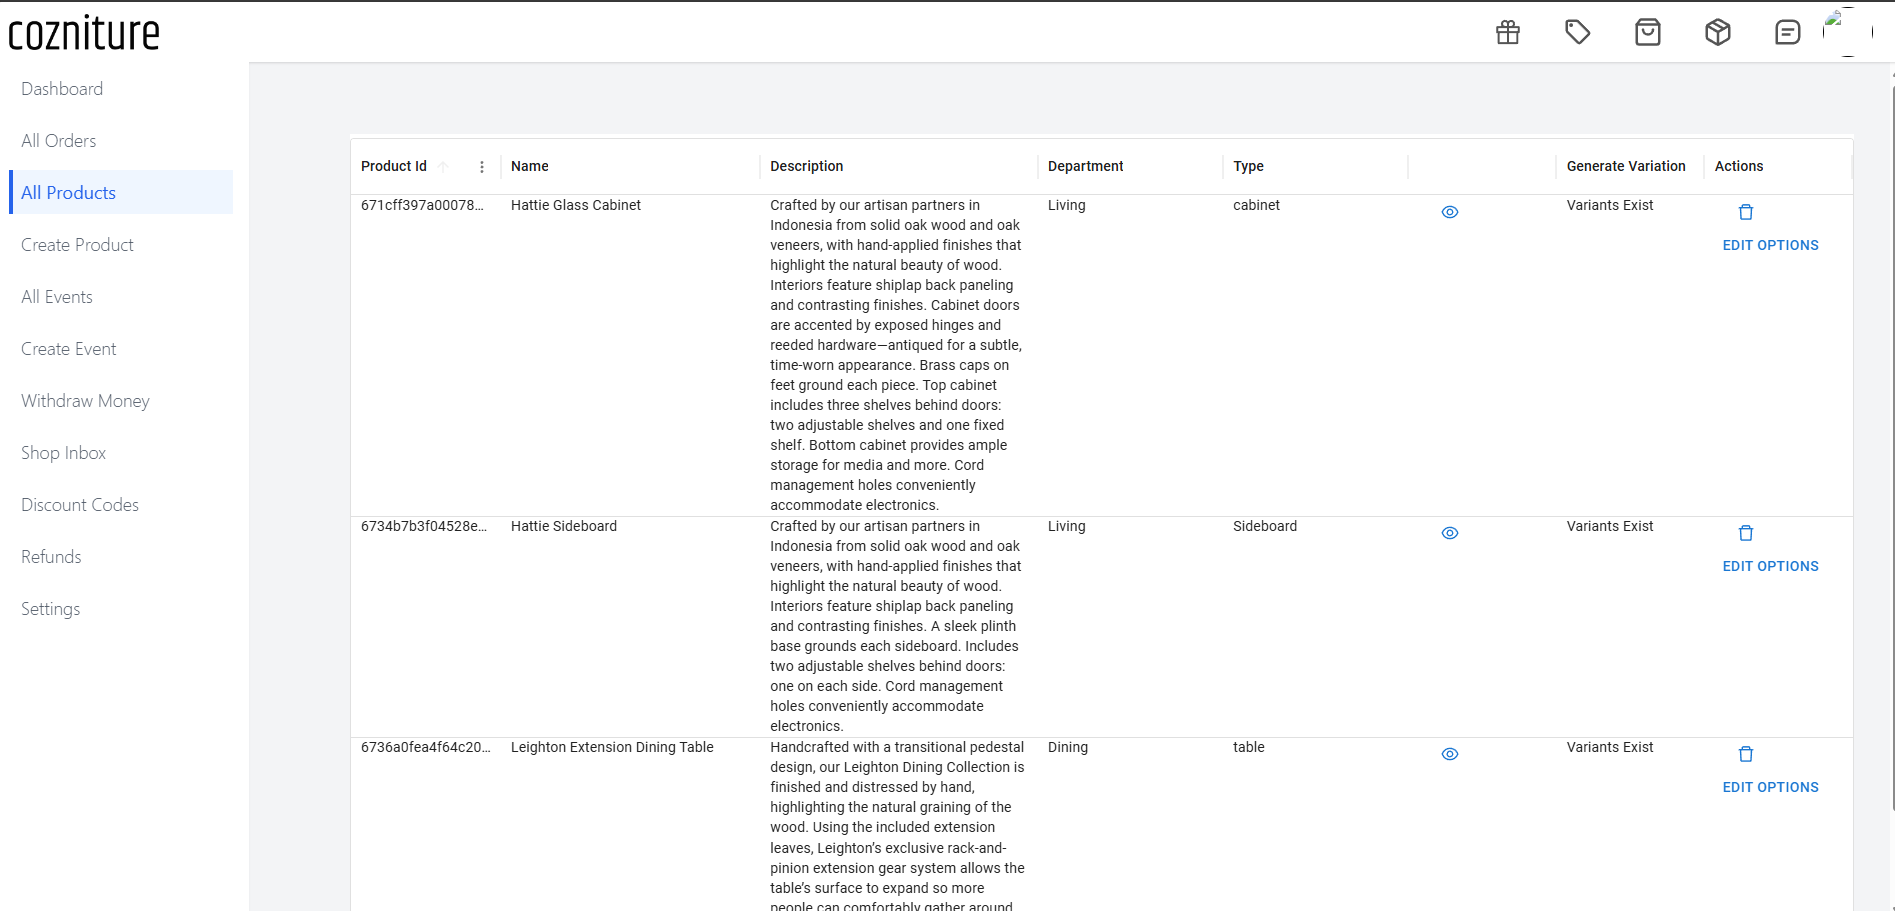 cozniture
Dashboard
All Orders
All Products
Create Product
All Events
Create Event
Withdraw Money
Shop Inbox
Discount Codes
Refunds
Settings
Product Id Name Description Department Type Generate Variation Actions
671cff397a00078... Hattie Glass Cabinet Crafted by our artisan partners in Living cabinet Variants Exist
Indonesia from solid oak wood and oak
veneers, with hand-applied finishes that EDIT OPTIONS
highlight the natural beauty of wood.
Interiors feature shiplap back paneling
and contrasting finishes. Cabinet doors
are accented by exposed hinges and
reeded hardware—antiqued for a subtle,
time-worn appearance. Brass caps on
feet ground each piece. Top cabinet
includes three shelves behind doors:
two adjustable shelves and one fixed
shelf. Bottom cabinet provides ample
storage for media and more. Cord
management holes conveniently
accommodate electronics.
6734b7b3f04528e... Hattie Sideboard Crafted by our artisan partners in Living Sideboard Variants Exist
Indonesia from solid oak wood and oak
veneers, with hand-applied finishes that EDIT OPTIONS
highlight the natural beauty of wood.
Interiors feature shiplap back paneling
and contrasting finishes. A sleek plinth
base grounds each sideboard. Includes
two adjustable shelves behind doors:
one on each side. Cord management
holes conveniently accommodate
electronics.
6736a0fea4f64c20... Leighton Extension Dining Table Handcrafted with a transitional pedestal Dining table Variants Exist
design, our Leighton Dining Collection is
finished and distressed by hand, EDIT OPTIONS
highlighting the natural graining of the
wood. Using the included extension
leaves, Leighton’s exclusive rack-and-
pinion extension gear system allows the
table’s surface to expand so more
people can comfortably gather around.